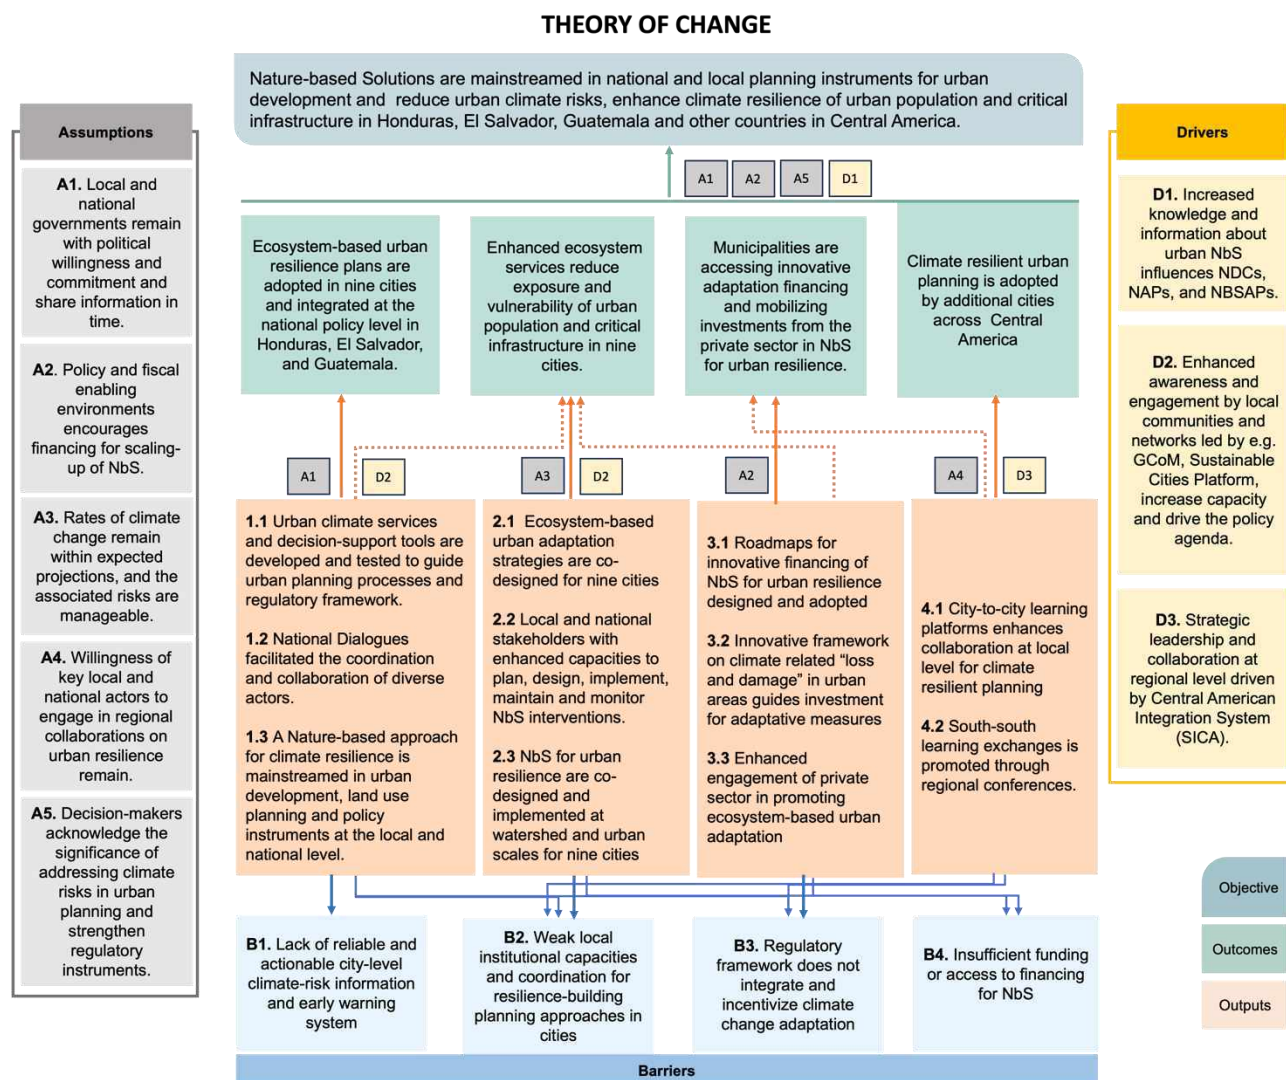 THEORY OF CHANGE
Nature-based Solutions are mainstreamed in national and local planning instruments for urban
development and reduce urban climate risks, enhance climate resilience of urban population and critical
infrastructure in Honduras, El Salvador, Guatemala and other countries in Central America.
Assumptions
A1. Local and
national
governments remain
with political
willingness and
commitment and
share information in
time.
A2. Policy and fiscal
enabling
environments
encourages
financing for scaling-
up of NbS.
A3. Rates of climate
change remain
within expected
projections, and the
associated risks are
manageable.
A4. Willingness of
key local and
national actors to
engage in regional
collaborations on
urban resilience
remain.
A5. Decision-makers
acknowledge the
significance of
addressing climate
risks in urban
planning and
strengthen
regulatory
instruments.
A1
A2
A5
D1
Ecosystem-based urban
resilience plans are
adopted in nine cities
and integrated at the
national policy level in
Honduras, El Salvador,
and Guatemala.
Enhanced ecosystem
services reduce
exposure and
vulnerability of urban
population and critical
infrastructure in nine
cities.
Municipalities are
accessing innovative
adaptation financing
and mobilizing
investments from the
private sector in NbS
for urban resilience.
Climate resilient urban
planning is adopted
by additional cities
across Central
America
A1
D2
A3
D2
A2
A4
D3
1.1 Urban climate services
and decision-support tools are
developed and tested to guide
urban planning processes and
regulatory framework.
1.2 National Dialogues
facilitated the coordination
and collaboration of diverse
actors.
1.3 A Nature-based approach
for climate resilience is
mainstreamed in urban
development, land use
planning and policy
instruments at the local and
national level.
2.1 Ecosystem-based
urban adaptation
strategies are co-
designed for nine cities
2.2 Local and national
stakeholders with
enhanced capacities to
plan, design, implement,
maintain and monitor
NbS interventions.
2.3 NbS for urban
resilience are co-
designed and
implemented at
watershed and urban
scales for nine cities
3.1 Roadmaps for
innovative financing of
NbS for urban resilience
designed and adopted
3.2 Innovative framework
on climate related “loss
and damage” in urban
areas guides investment
for adaptative measures
3.3 Enhanced
engagement of private
sector in promoting
ecosystem-based urban
adaptation
4.1 City-to-city learning
platforms enhances
collaboration at local
level for climate
resilient planning
4.2 South-south
learning exchanges is
promoted through
regional conferences.
B1. Lack of reliable and
actionable city-level
climate-risk information
and early warning
system
B2. Weak local
institutional capacities
and coordination for
resilience-building
planning approaches in
cities
B3. Regulatory
framework does not
integrate and
incentivize climate
change adaptation
B4. Insufficient funding
or access to financing
for NbS
Barriers
Drivers
D1. Increased
knowledge and
information about
urban NbS
influences NDCs,
NAPs, and NBSAPs.
D2. Enhanced
awareness and
engagement by local
communities and
networks led by e.g.
GCoM, Sustainable
Cities Platform,
increase capacity
and drive the policy
agenda.
D3. Strategic
leadership and
collaboration at
regional level driven
by Central American
Integration System
(SICA).
Objective
Outcomes
Outputs